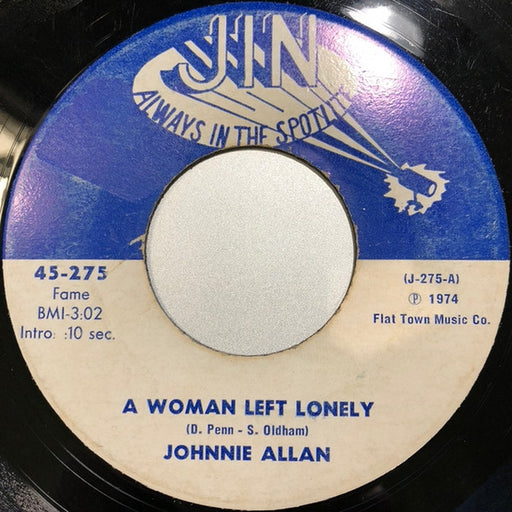 JIN
ALWAYS IN THE SPOTLITE
45-275
Fame
BMI-3:02
Intro: :10 sec.
(J-275-A)
℗ 1974
Flat Town Music Co.
A WOMAN LEFT LONELY
(D. Penn - S. Oldham)
JOHNNIE ALLAN